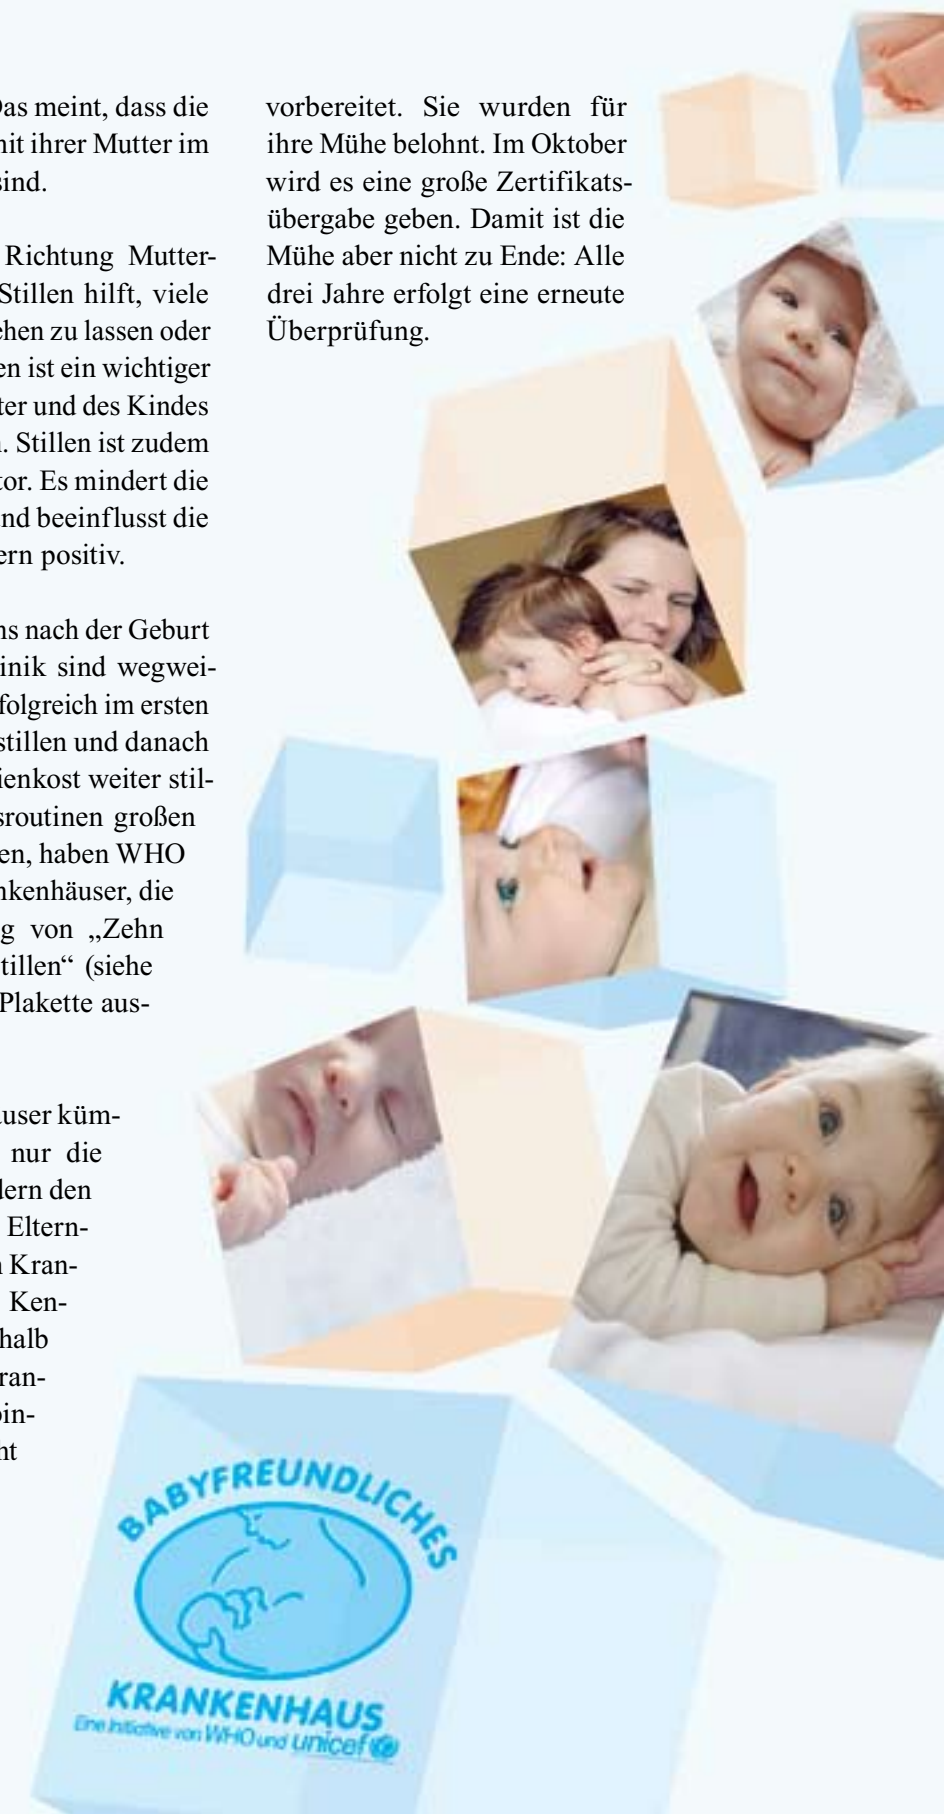 as meint, dass die
mit ihrer Mutter im
sind.
Richtung Mutter-
Stillen hilft, viele
ehen zu lassen oder
en ist ein wichtiger
ter und des Kindes
. Stillen ist zudem
tor. Es mindert die
nd beeinflusst die
ern positiv.
ns nach der Geburt
inik sind wegwei-
folgreich im ersten
stillen und danach
ienkost weiter stil-
sroutinen großen
en, haben WHO
nkenhäuser, die
g von „Zehn
tillen“ (siehe
Plakette aus-
user küm-
nur die
dern den
Eltern-
Kran-
Ken-
halb
ran-
bin-
ht
vorbereitet. Sie wurden für
ihre Mühe belohnt. Im Oktober
wird es eine große Zertifikats-
übergabe geben. Damit ist die
Mühe aber nicht zu Ende: Alle
drei Jahre erfolgt eine erneute
Überprüfung.
BABYFREUNDLICHES
KRANKENHAUS
Eine Initiative von WHO und unicef